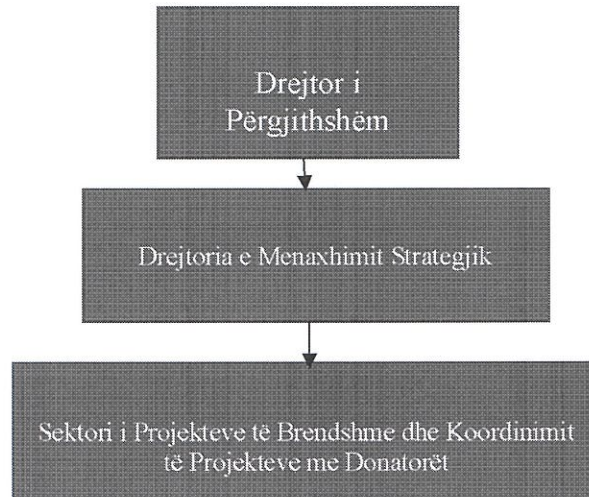 Drejtor i
Përgjithshëm
Drejtoria e Menaxhimit Strategjik
Sektori i Projekteve të Brendshme dhe Koordinimit
të Projekteve me Donatorët